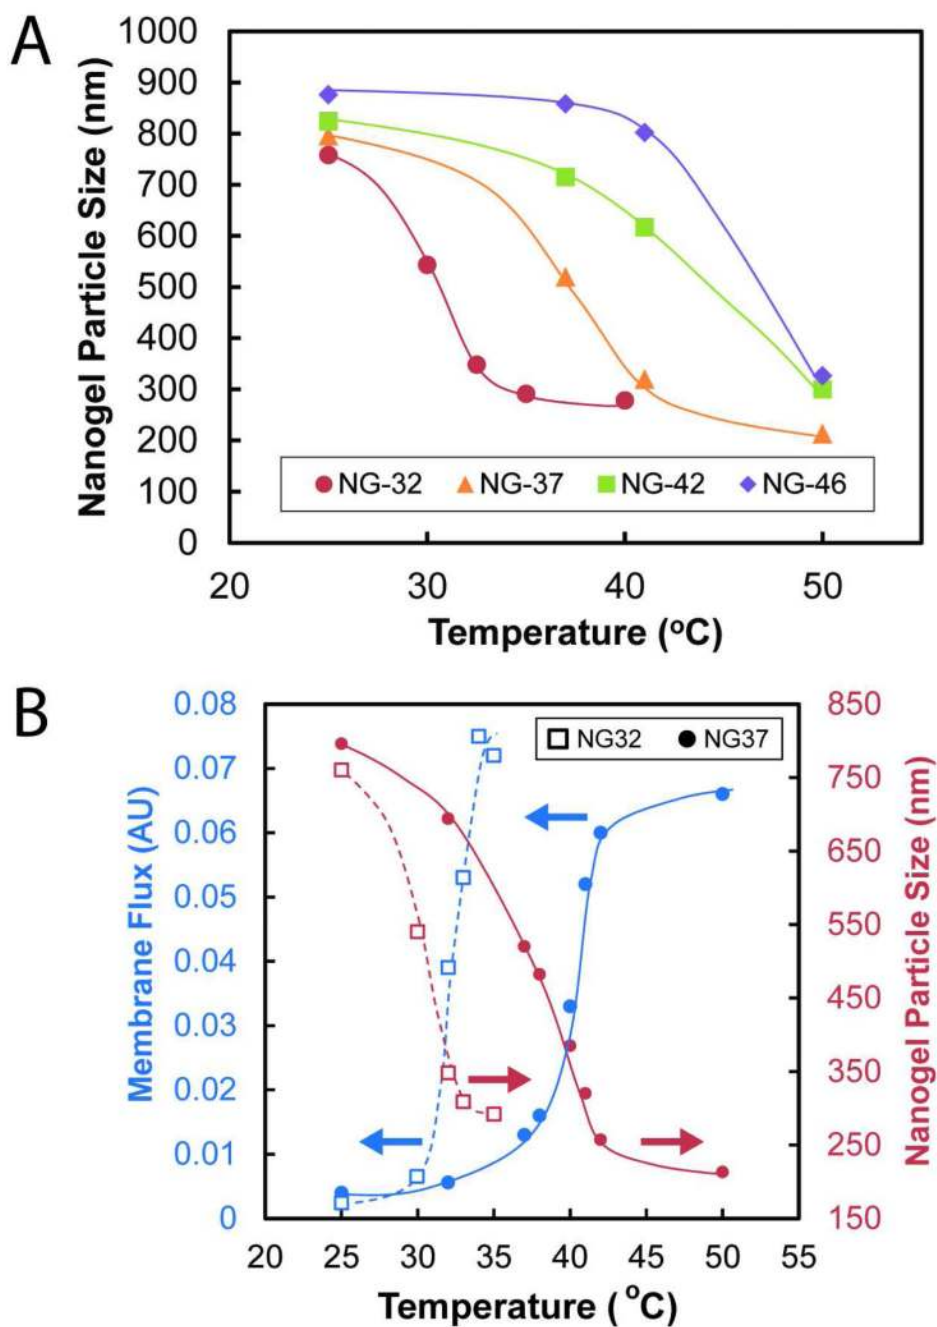 A
1000
900
800
700
600
500
400
300
200
100
0
Nanogel Particle Size (nm)
NG-32 NG-37 NG-42 NG-46
20 30 40 50
Temperature (ºC)
B
0.08
0.07
0.06
0.05
0.04
0.03
0.02
0.01
0
Membrane Flux (AU)
NG32 NG37
850
750
650
550
450
350
250
150
Nanogel Particle Size (nm)
20 25 30 35 40 45 50 55
Temperature ( ºC)